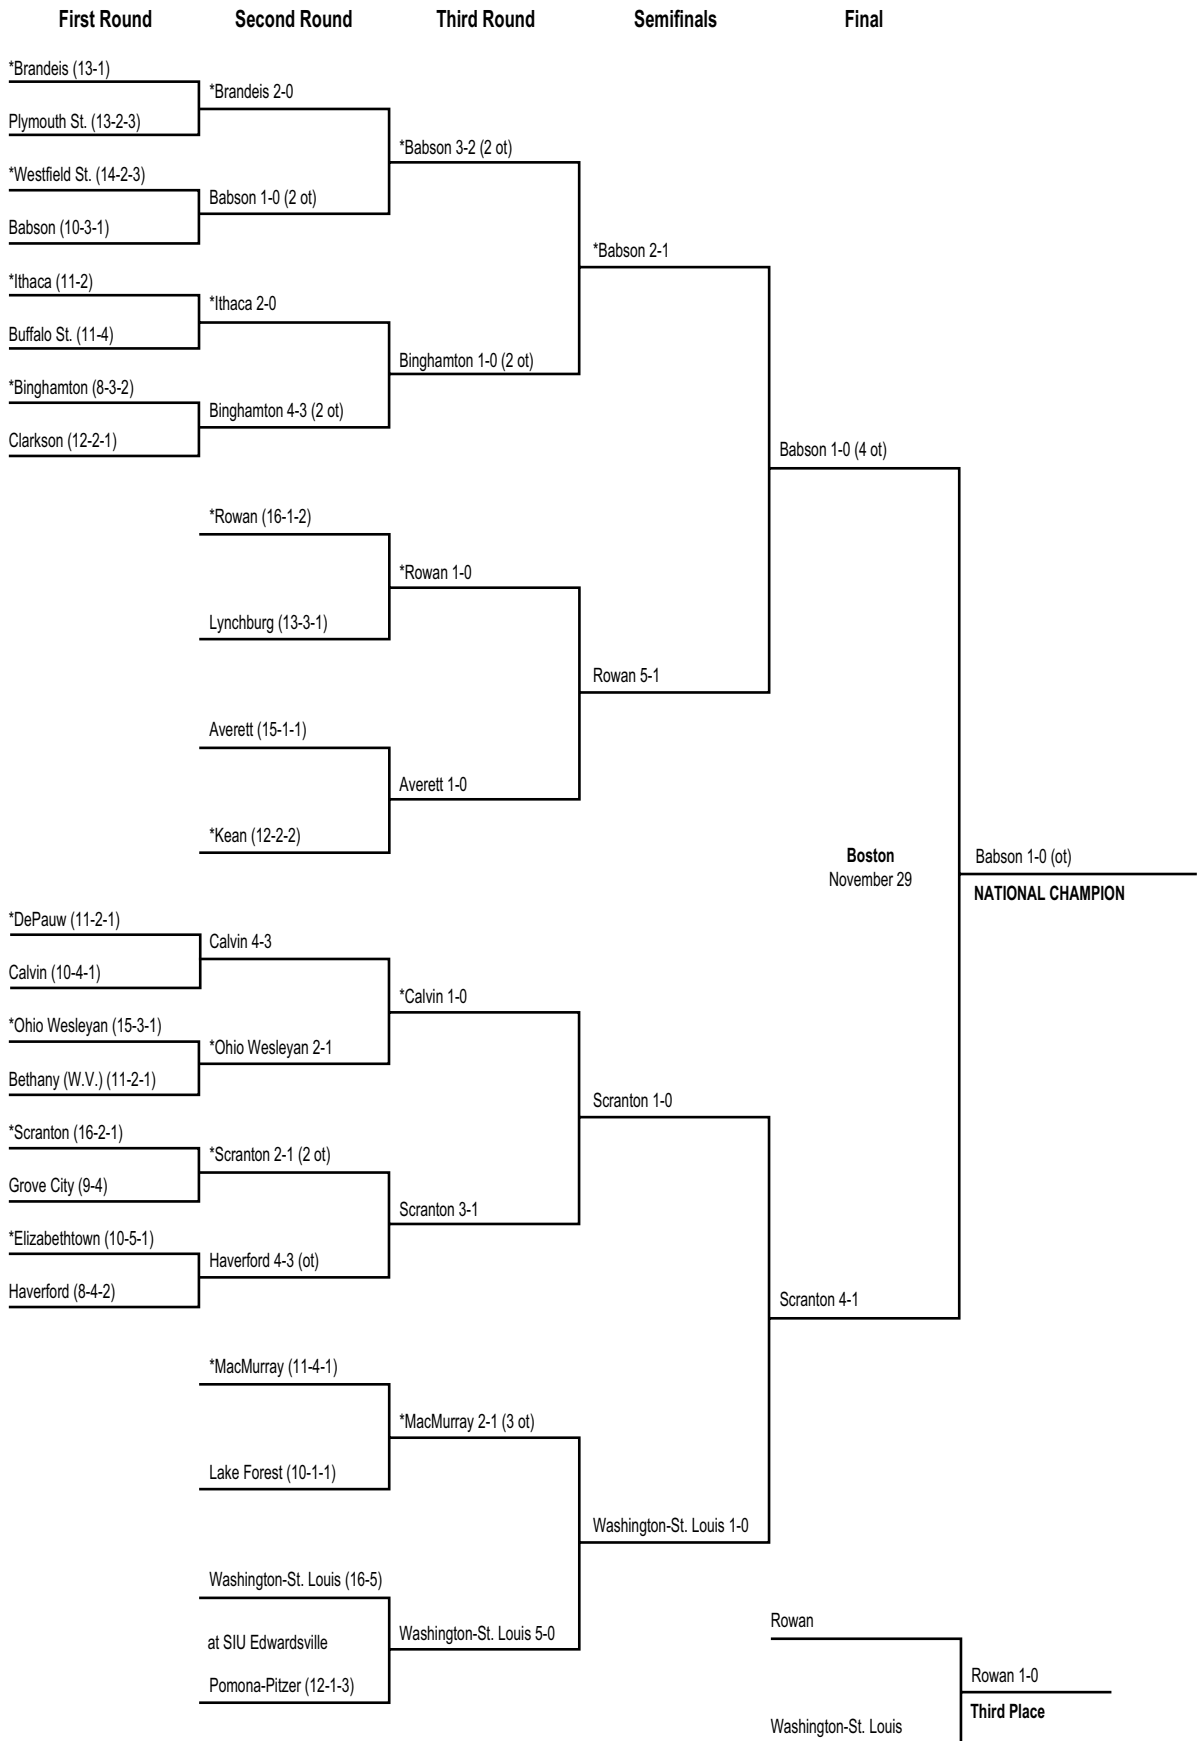 First Round Second Round Third Round Semifinals Final
*Brandeis (13-1)
*Brandeis 2-0
Plymouth St. (13-2-3)
*Babson 3-2 (2 ot)
*Westfield St. (14-2-3)
Babson 1-0 (2 ot)
Babson (10-3-1)
*Babson 2-1
*Ithaca (11-2)
*Ithaca 2-0
Buffalo St. (11-4)
Binghamton 1-0 (2 ot)
*Binghamton (8-3-2)
Binghamton 4-3 (2 ot)
Clarkson (12-2-1)
Babson 1-0 (4 ot)
*Rowan (16-1-2)
*Rowan 1-0
Lynchburg (13-3-1)
Rowan 5-1
Averett (15-1-1)
Averett 1-0
*Kean (12-2-2)
Boston
November 29
Babson 1-0 (ot)
NATIONAL CHAMPION
*DePauw (11-2-1)
Calvin 4-3
Calvin (10-4-1)
*Calvin 1-0
*Ohio Wesleyan (15-3-1)
*Ohio Wesleyan 2-1
Bethany (W.V.) (11-2-1)
Scranton 1-0
*Scranton (16-2-1)
*Scranton 2-1 (2 ot)
Grove City (9-4)
Scranton 3-1
*Elizabethtown (10-5-1)
Haverford 4-3 (ot)
Haverford (8-4-2)
Scranton 4-1
*MacMurray (11-4-1)
*MacMurray 2-1 (3 ot)
Lake Forest (10-1-1)
Washington-St. Louis 1-0
Washington-St. Louis (16-5)
at SIU Edwardsville
Washington-St. Louis 5-0
Pomona-Pitzer (12-1-3)
Rowan
Rowan 1-0
Third Place
Washington-St. Louis